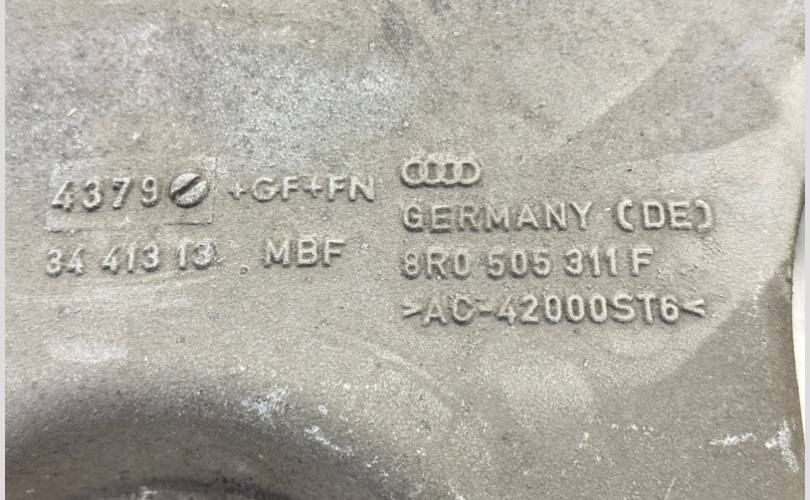 4379 +GF+FN
34 413 13 MBF
GERMANY (DE)
8R0 505 311 F
>AC-42000ST6<